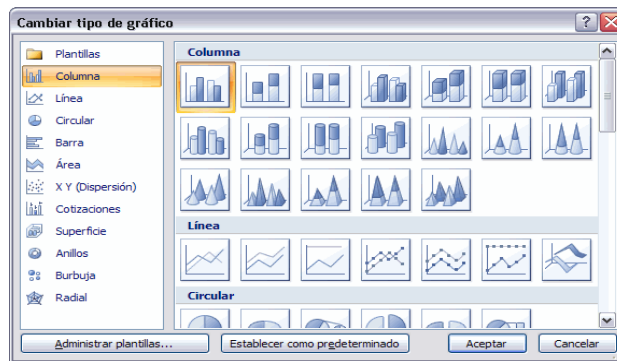 Cambiar tipo de gráfico
Plantillas
Columna
Línea
Circular
Barra
Área
X Y (Dispersión)
Cotizaciones
Superficie
Anillos
Burbuja
Radial
Columna
Línea
Circular
Administrar plantillas...
Establecer como predeterminado
Aceptar
Cancelar